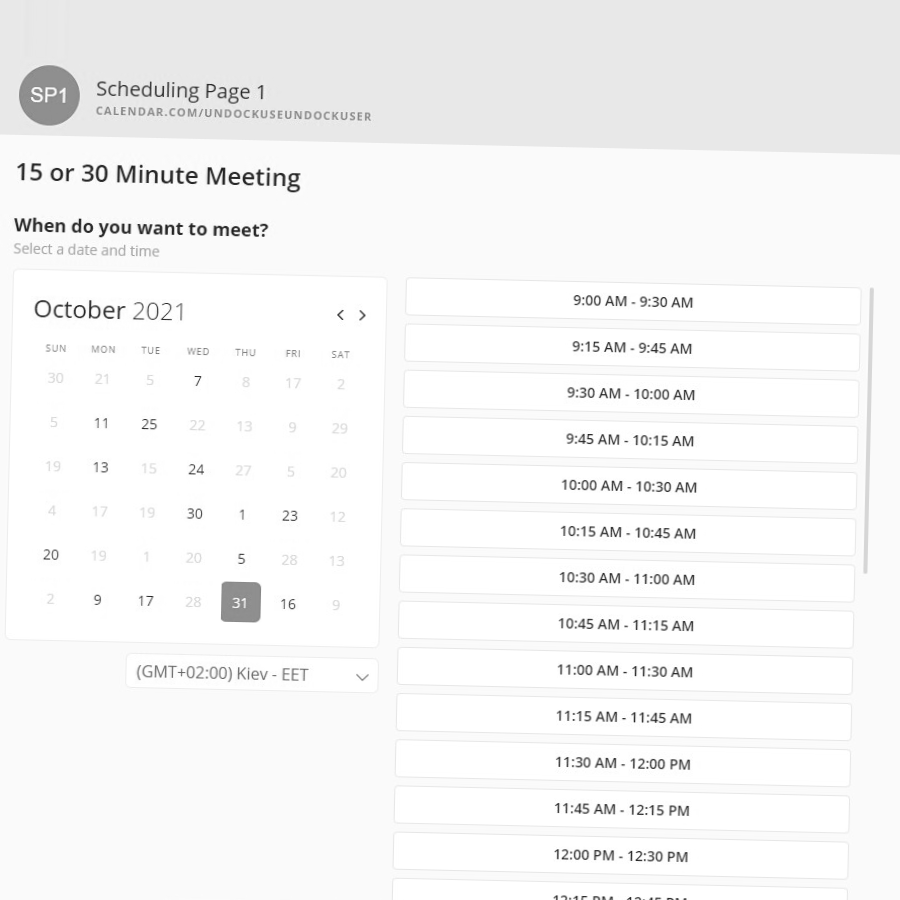 SP1
Scheduling Page 1
CALENDAR.COM/UNDOCKUSEUNDOCKUSER
15 or 30 Minute Meeting
When do you want to meet?
Select a date and time
October 2021
SUN MON TUE WED THU FRI SAT
30 21 5 7 8 17 2
5 11 25 22 13 9 29
19 13 15 24 27 5 20
4 17 19 30 1 23 12
20 19 1 20 5 28 13
2 9 17 28 31 16 9
(GMT+02:00) Kiev - EET
9:00 AM - 9:30 AM
9:15 AM - 9:45 AM
9:30 AM - 10:00 AM
9:45 AM - 10:15 AM
10:00 AM - 10:30 AM
10:15 AM - 10:45 AM
10:30 AM - 11:00 AM
10:45 AM - 11:15 AM
11:00 AM - 11:30 AM
11:15 AM - 11:45 AM
11:30 AM - 12:00 PM
11:45 AM - 12:15 PM
12:00 PM - 12:30 PM
12:15 PM - 12:45 PM